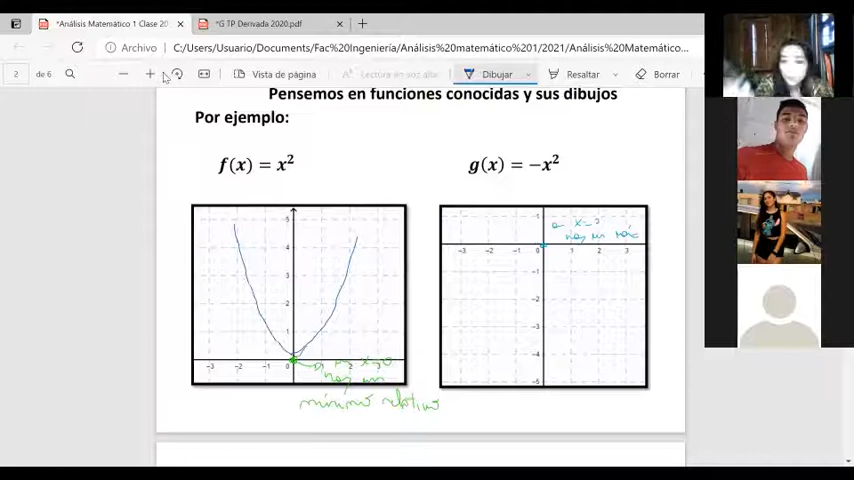 *Análisis Matemático 1 Clase 20
*G TP Derivada 2020.pdf
Archivo
C:/Users/Usuario/Documents/Fac%20Ingeniería/Análisis%20matemático%201/2021/Análisis%20Matemático...
2 de 6
Vista de página
Lectura en voz alta
Dibujar
Resaltar
Borrar
Pensemos en funciones conocidas y sus dibujos
Por ejemplo:
f(x) = x² g(x) = −x²
5
4
3
2
1
−3 −2 −1 0 1 2 3
x=0
hay un
mínimo relativo
1
x=
hay un máx
−3 −2 −1 0 1 2 3
−1
−2
−3
−4
−5